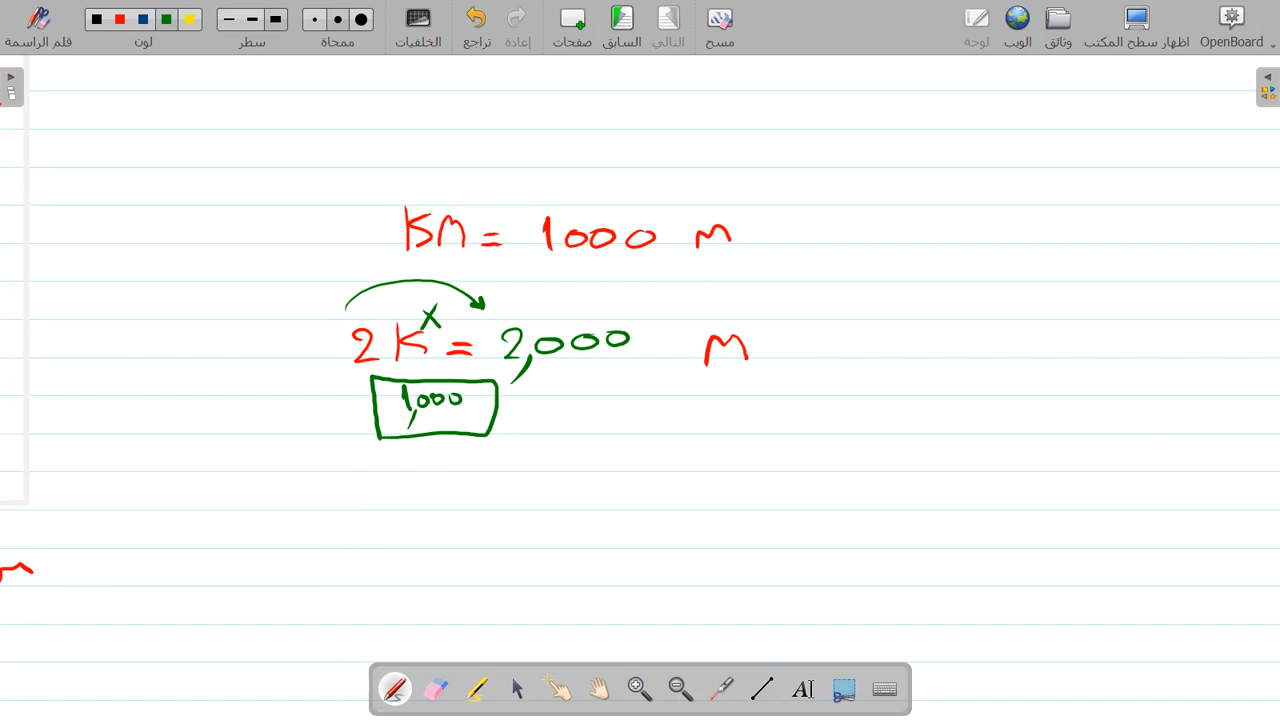 قلم الراسمة لون سطر ممحاة الخلفيات تراجع إعادة صفحات السابق التالي مسح لوحة الويب وثائق اظهار سطح المكتب OpenBoard
KM = 1000 m
2 K = 2,000 M
x
1,000
m